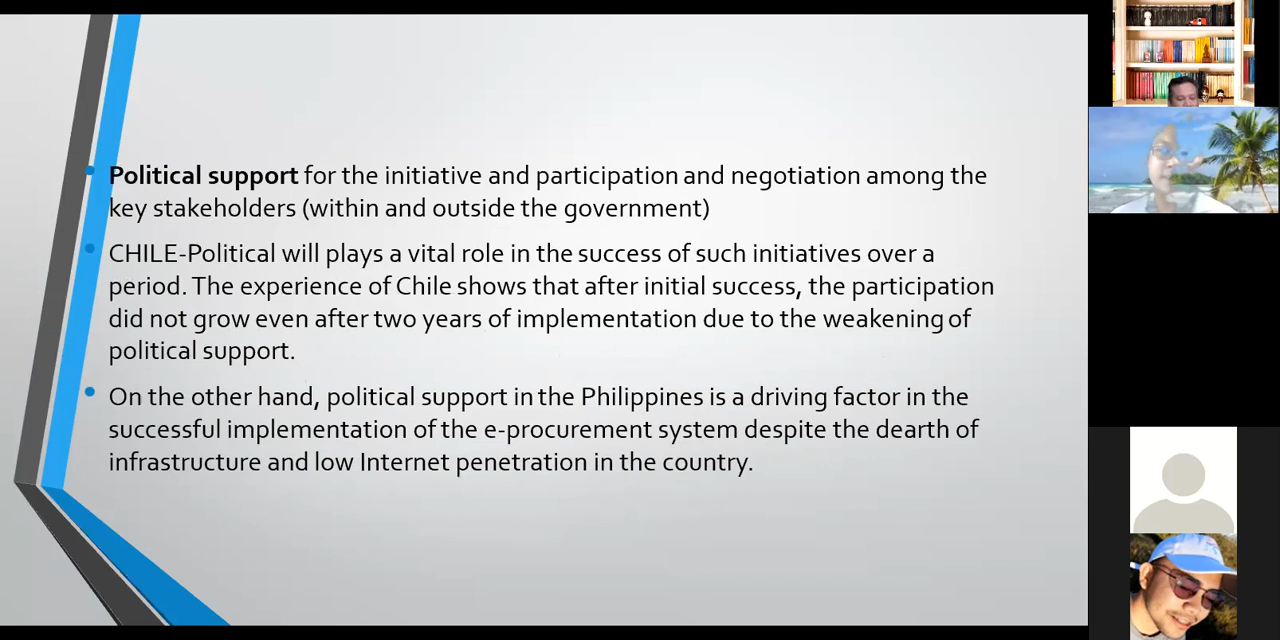 Political support for the initiative and participation and negotiation among the
key stakeholders (within and outside the government)
CHILE-Political will plays a vital role in the success of such initiatives over a
period. The experience of Chile shows that after initial success, the participation
did not grow even after two years of implementation due to the weakening of
political support.
On the other hand, political support in the Philippines is a driving factor in the
successful implementation of the e-procurement system despite the dearth of
infrastructure and low Internet penetration in the country.